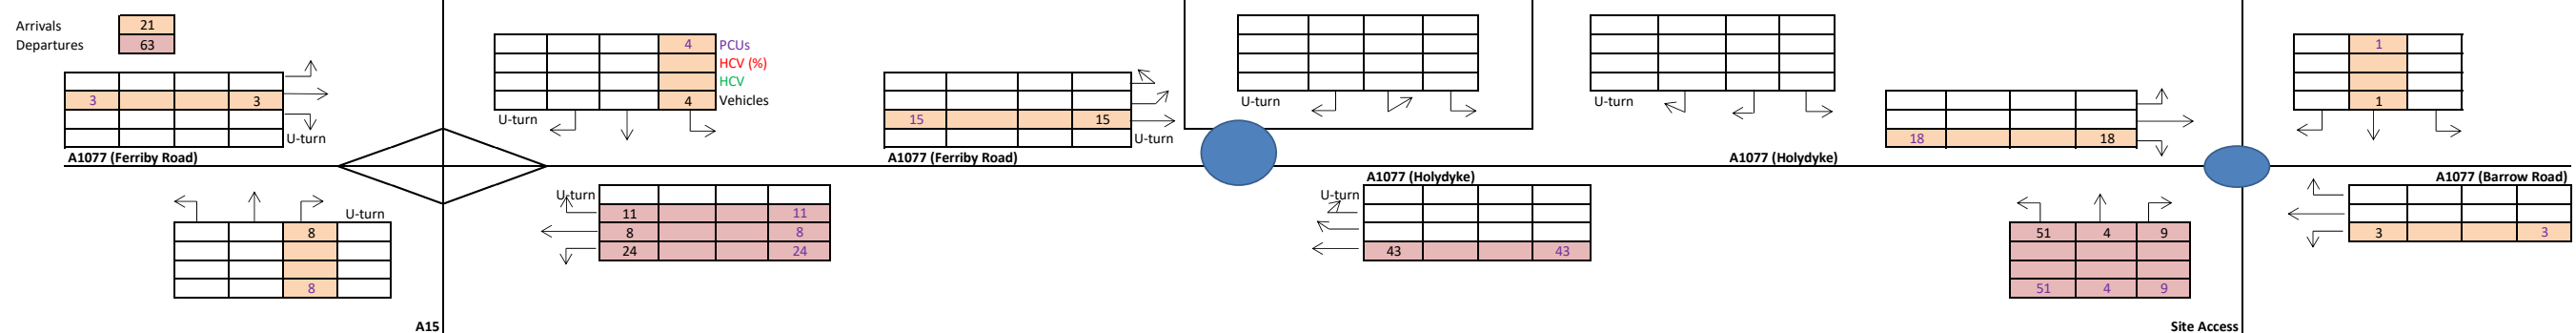 Arrivals 21
Departures 63
4 PCUs
HCV (%)
HCV
4 Vehicles
U-turn
3 3
U-turn
A1077 (Ferriby Road)
15 15
U-turn
A1077 (Ferriby Road)
U-turn
U-turn
A1077 (Holydyke)
18 18
1
1
U-turn
8
8
A15
U-turn
11 11
8 8
24 24
A1077 (Holydyke)
U-turn
43 43
51 4 9
51 4 9
Site Access
A1077 (Barrow Road)
3 3